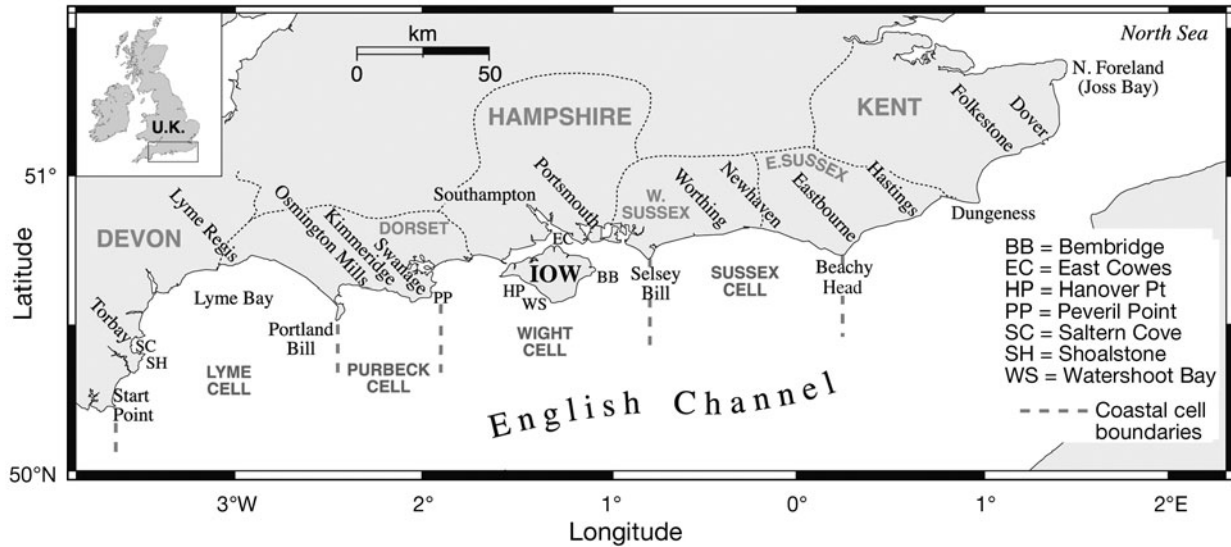 km
0 50
North Sea
N. Foreland
(Joss Bay)
U.K.
HAMPSHIRE
KENT
Folkestone
Dover
51°
Lyme Regis
Osmington Mills
Kimmeridge
Swanage
DORSET
Southampton
Portsmouth
W.
SUSSEX
Worthing
Newhaven
E.SUSSEX
Eastbourne
Hastings
Dungeness
DEVON
EC
IOW
BB
HP
WS
PP
Selsey
Bill
SUSSEX
CELL
Beachy
Head
Lyme Bay
Portland
Bill
Torbay
SC
SH
Start
Point
LYME
CELL
PURBECK
CELL
WIGHT
CELL
English Channel
BB = Bembridge
EC = East Cowes
HP = Hanover Pt
PP = Peveril Point
SC = Saltern Cove
SH = Shoalstone
WS = Watershoot Bay
Coastal cell
boundaries
Latitude
50°N
3°W 2° 1° 0° 1° 2°E
Longitude